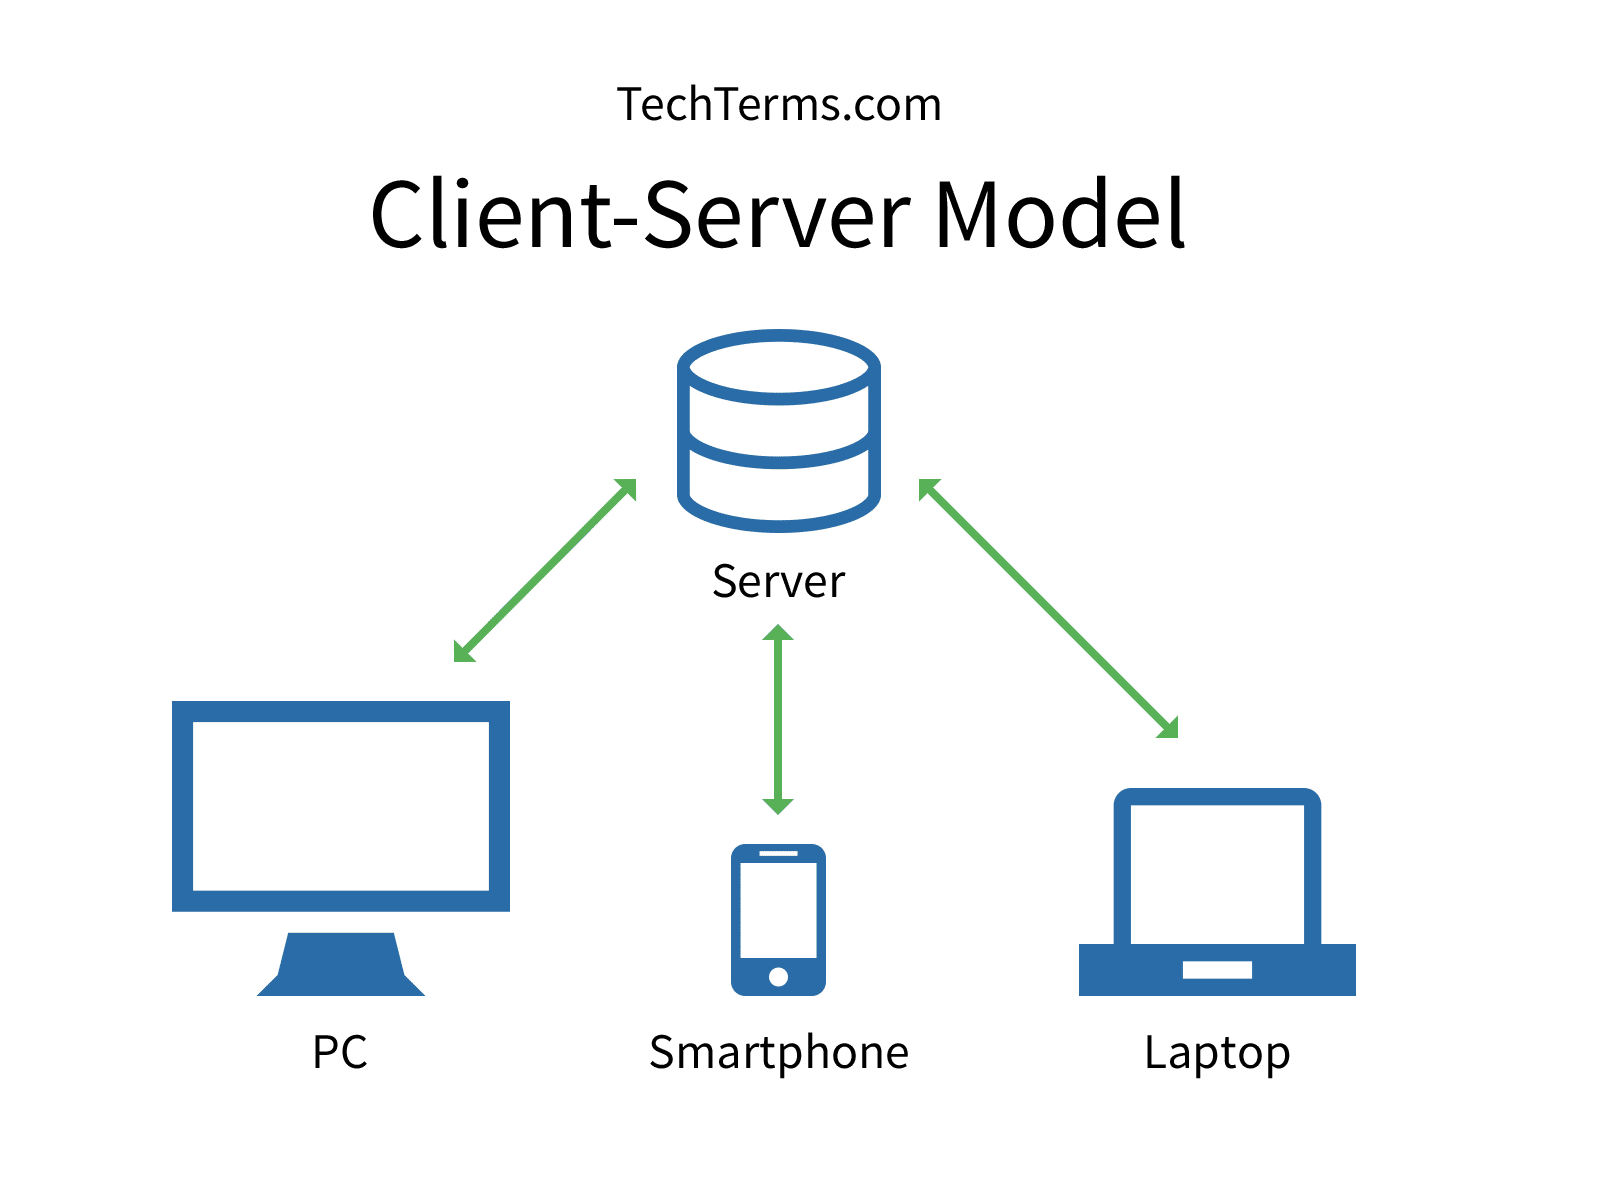 TechTerms.com
Client-Server Model
Server
PC
Smartphone
Laptop